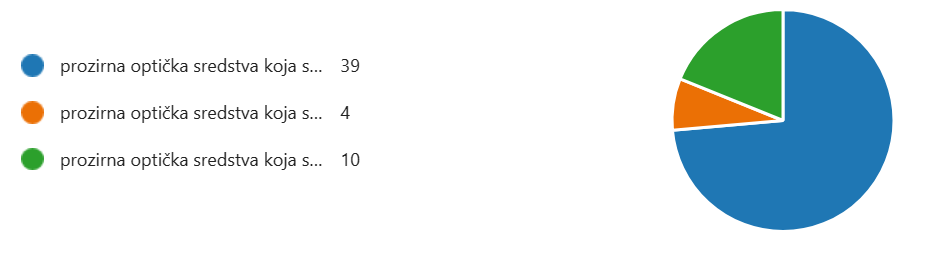 prozirna optička sredstva koja s... 39
prozirna optička sredstva koja s... 4
prozirna optička sredstva koja s... 10